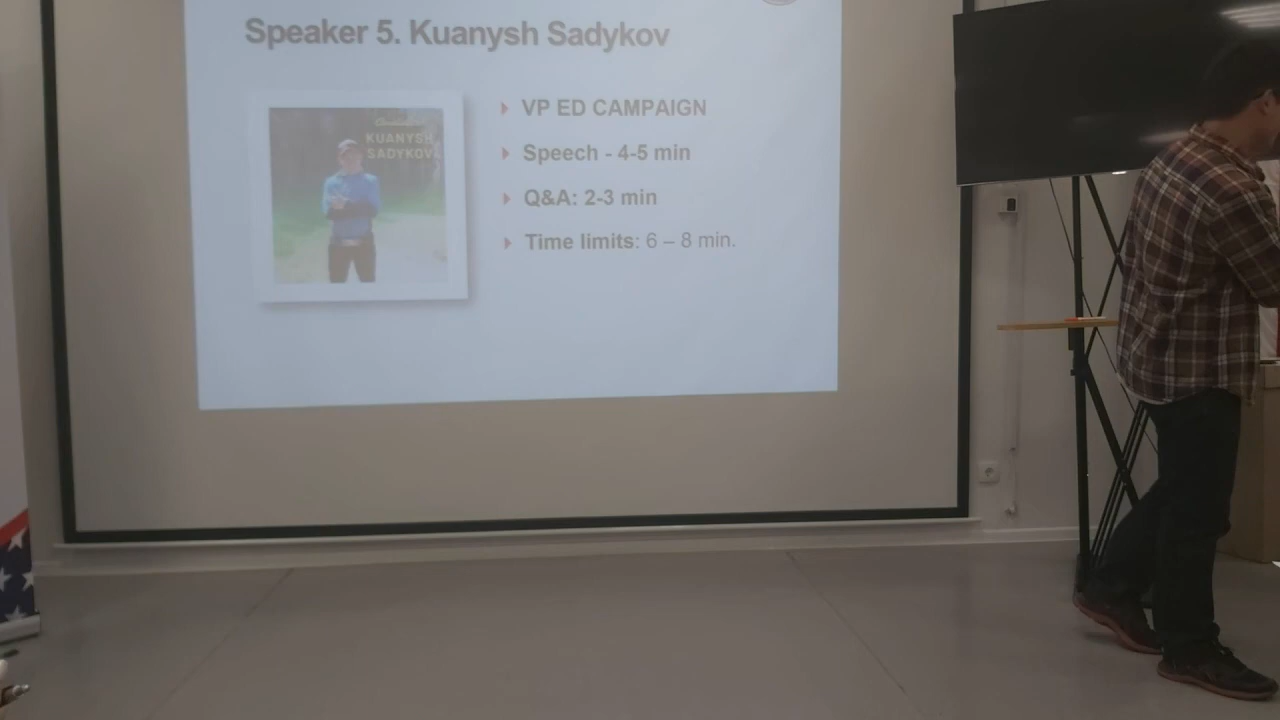 Speaker 5. Kuanysh Sadykov
KUANYSH
SADYKOV
VP ED CAMPAIGN
Speech - 4-5 min
Q&A: 2-3 min
Time limits: 6 – 8 min.